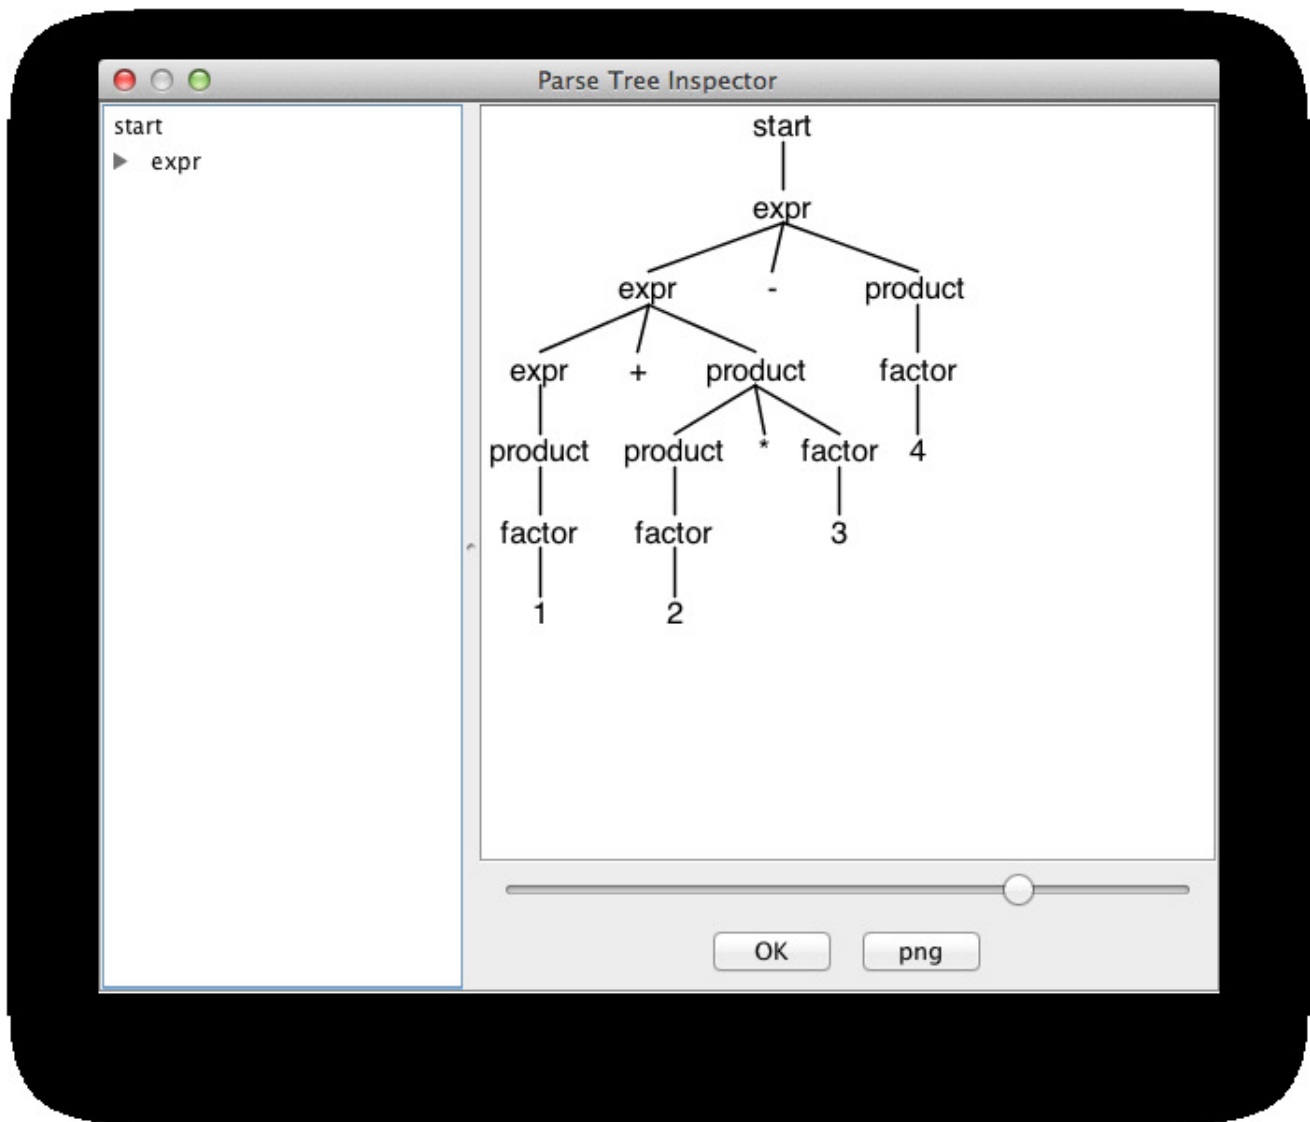 Parse Tree Inspector
start
expr
start
expr
expr - product
expr + product factor
product product * factor 4
factor factor 3
1 2
OK png